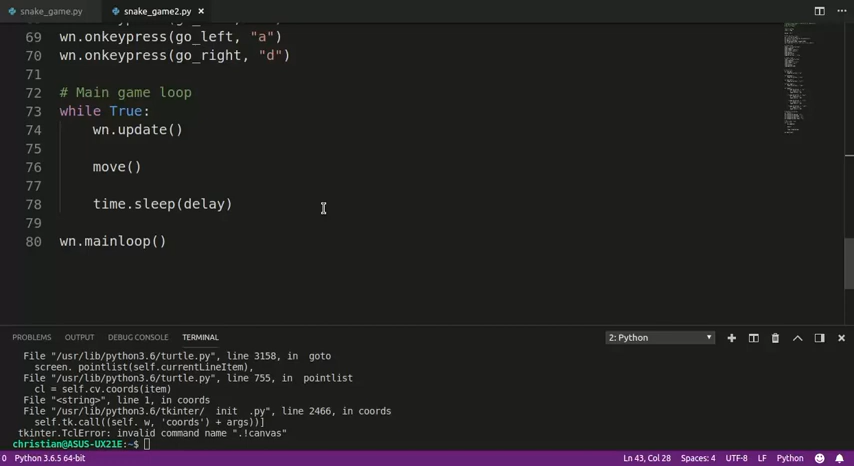 snake_game.py snake_game2.py ×
69 wn.onkeypress(go_left, "a")
70 wn.onkeypress(go_right, "d")
71
72 # Main game loop
73 while True:
74 wn.update()
75
76 move()
77
78 time.sleep(delay)
79
80 wn.mainloop()
PROBLEMS OUTPUT DEBUG CONSOLE TERMINAL 2: Python
File "/usr/lib/python3.6/turtle.py", line 3158, in goto
screen. pointlist(self.currentLineItem),
File "/usr/lib/python3.6/turtle.py", line 755, in pointlist
cl = self.cv.coords(item)
File "<string>", line 1, in coords
File "/usr/lib/python3.6/tkinter/ init .py", line 2466, in coords
self.tk.call((self. w, 'coords') + args))]
tkinter.TclError: invalid command name ".!canvas"
christian@ASUS-UX21E:~$
0 Python 3.6.5 64-bit Ln 43, Col 28 Spaces: 4 UTF-8 LF Python